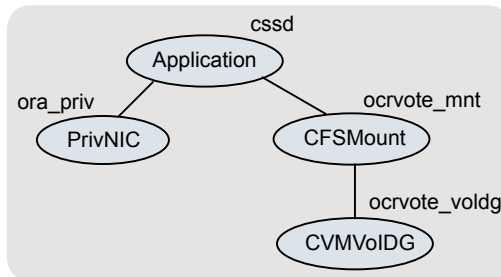 cssd
Application
ora_priv
ocrvote_mnt
PrivNIC
CFSMount
ocrvote_voldg
CVMVolDG